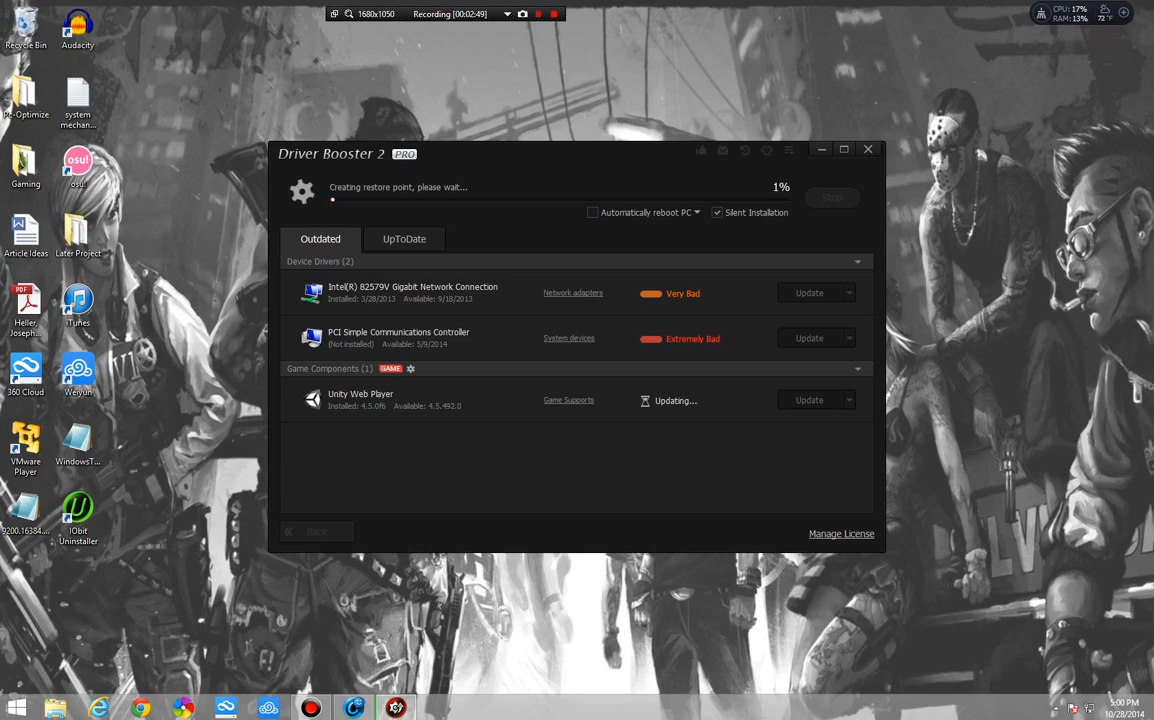 1680x1050 Recording [00:02:49]
CPU: 17%
RAM: 13%
72 °F
Recycle Bin
Audacity
Pc-Optimize
system
mechan...
Gaming
osu!
osu!
Article Ideas
Later Project
PDF
Heller,
Joseph...
iTunes
360 Cloud
Weiyun
VMware
Player
WindowsT...
9200.16384....
IObit
Uninstaller
Driver Booster 2 PRO
Creating restore point, please wait...
1%
Stop
Automatically reboot PC
Silent Installation
Outdated
UpToDate
Device Drivers (2)
Intel(R) 82579V Gigabit Network Connection
Installed: 3/28/2013 Available: 9/18/2013
Network adapters
Very Bad
Update
PCI Simple Communications Controller
(Not installed) Available: 5/9/2014
System devices
Extremely Bad
Update
Game Components (1) GAME
Unity Web Player
Installed: 4.5.0f6 Available: 4.5.492.0
Game Supports
Updating...
Update
Back
Manage License
5:00 PM
10/28/2014